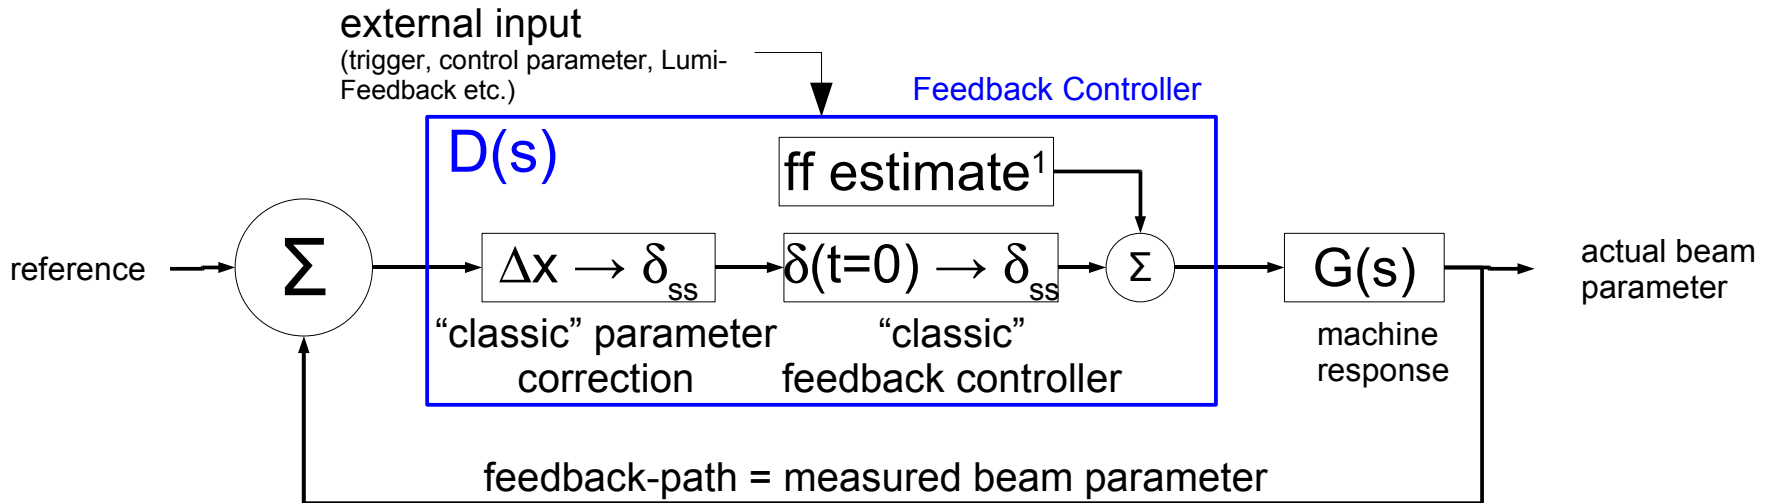 external input
(trigger, control parameter, Lumi-
Feedback etc.)
Feedback Controller
D(s)
ff estimate¹
reference
Σ
Δx → δss
δ(t=0) → δss
Σ
G(s)
actual beam
parameter
“classic” parameter
correction
“classic”
feedback controller
machine
response
feedback-path = measured beam parameter